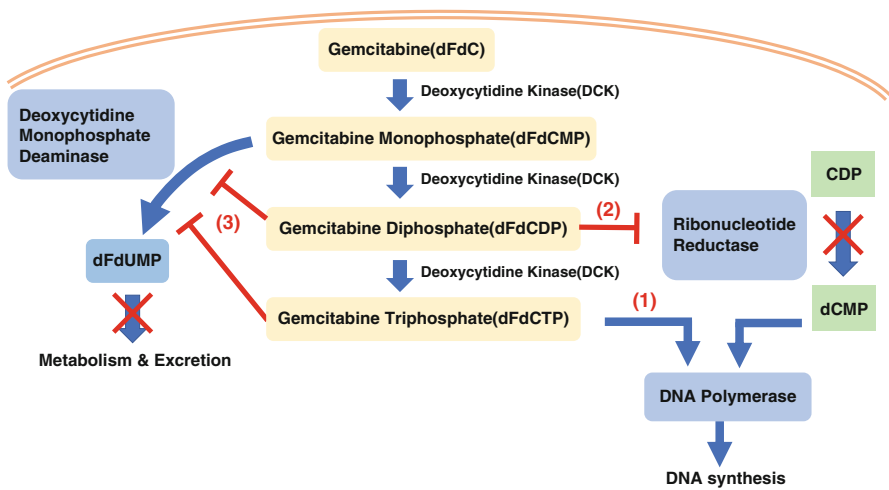 Gemcitabine(dFdC)
Deoxycytidine Kinase(DCK)
Deoxycytidine
Monophosphate
Deaminase
Gemcitabine Monophosphate(dFdCMP)
Deoxycytidine Kinase(DCK)
CDP
(3)
Gemcitabine Diphosphate(dFdCDP)
(2)
Ribonucleotide
Reductase
dFdUMP
Deoxycytidine Kinase(DCK)
(1)
dCMP
Gemcitabine Triphosphate(dFdCTP)
Metabolism & Excretion
DNA Polymerase
DNA synthesis